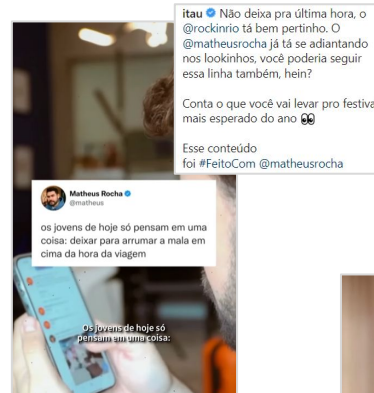 itau Não deixa pra última hora, o
@rockinrio tá bem pertinho. O
@matheusrocha já tá se adiantando
nos lookinhos, você poderia seguir
essa linha também, hein?
Conta o que você vai levar pro festiva
mais esperado do ano 👀
Esse conteúdo
foi #FeitoCom @matheusrocha
Matheus Rocha
@matheus
os jovens de hoje só pensam em uma
coisa: deixar para arrumar a mala em
cima da hora da viagem
Os jovens de hoje só
pensam em uma coisa: